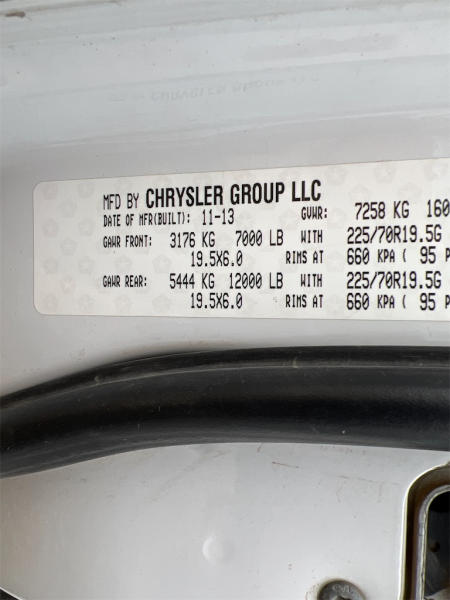 MFD BY CHRYSLER GROUP LLC
DATE OF MFR(BUILT): 11-13 GVWR: 7258 KG 160
GAWR FRONT: 3176 KG 7000 LB WITH 225/70R19.5G
19.5X6.0 RIMS AT 660 KPA ( 95 P
GAWR REAR: 5444 KG 12000 LB WITH 225/70R19.5G
19.5X6.0 RIMS AT 660 KPA ( 95 P